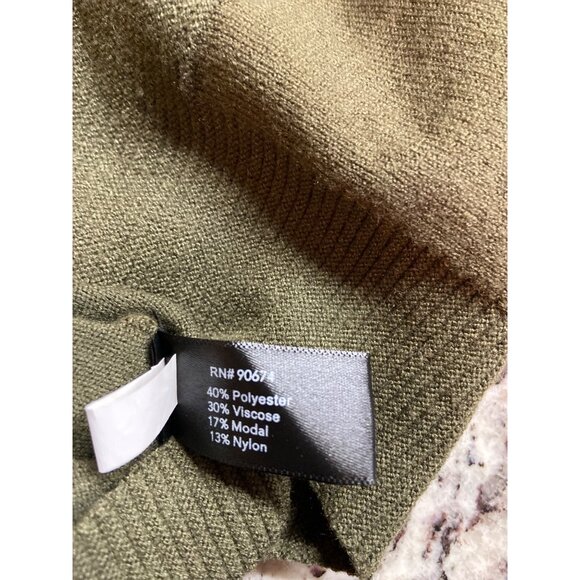 RN# 90674
40% Polyester
30% Viscose
17% Modal
13% Nylon